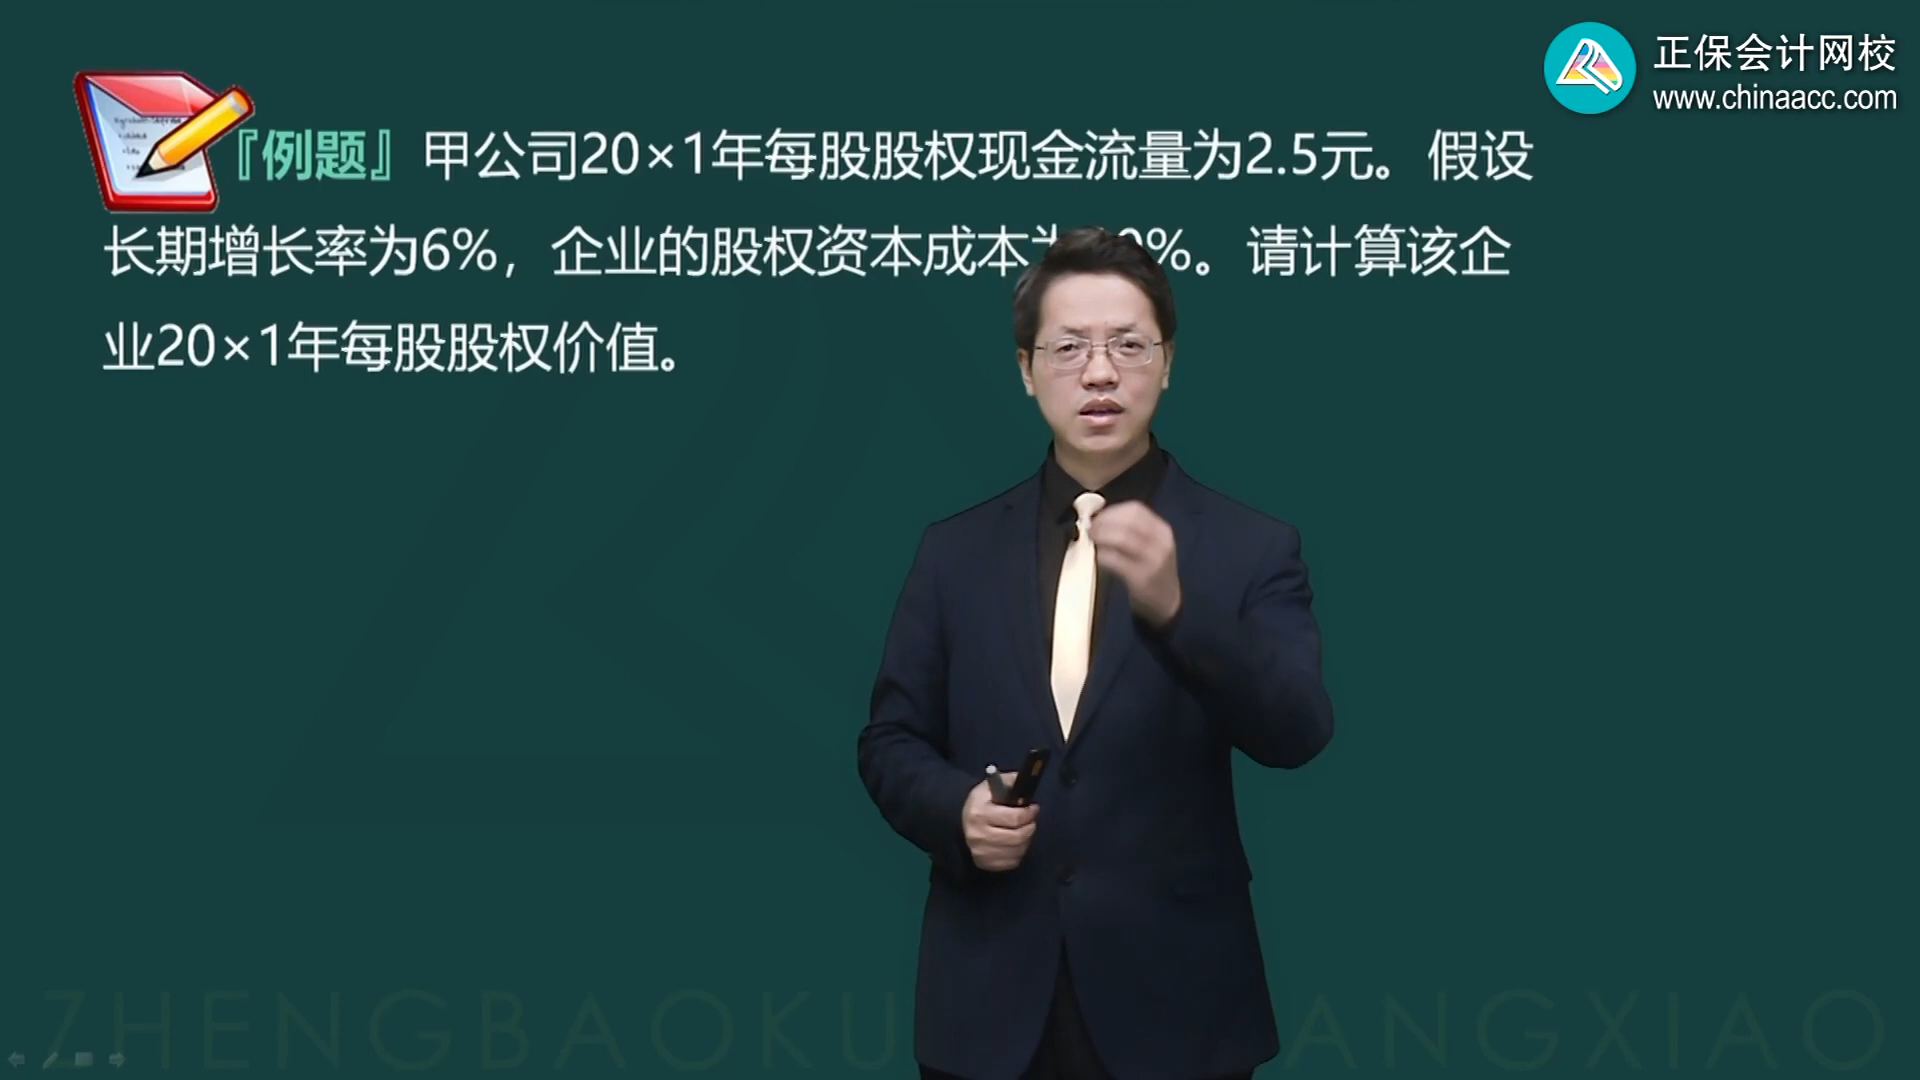 正保会计网校
www.chinaacc.com
『例题』甲公司20×1年每股股权现金流量为2.5元。假设
长期增长率为6%，企业的股权资本成本 0%。请计算该企
业20×1年每股股权价值。
ZHENGBAOKU ANGXIAO